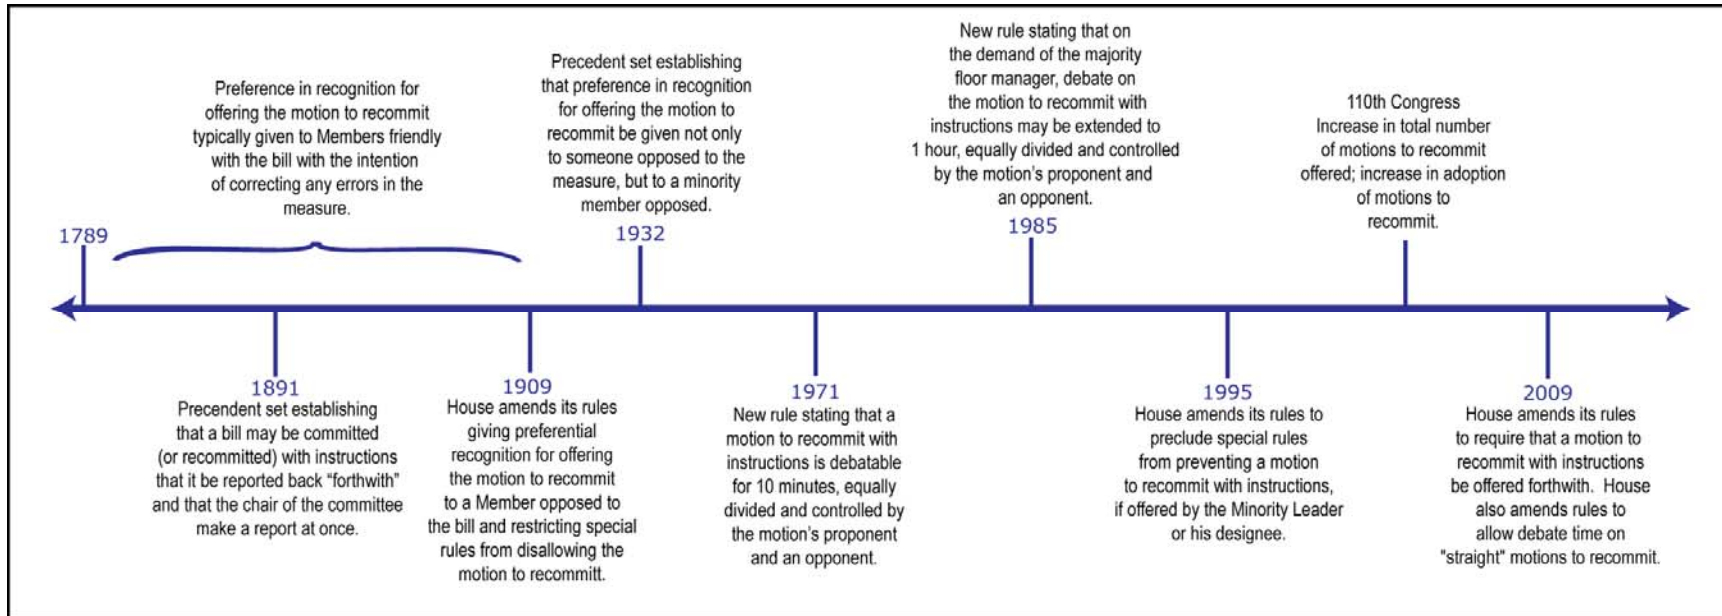 1789
Preference in recognition for
offering the motion to recommit
typically given to Members friendly
with the bill with the intention
of correcting any errors in the
measure.
1891
Precendent set establishing
that a bill may be committed
(or recommitted) with instructions
that it be reported back “forthwith”
and that the chair of the committee
make a report at once.
1909
House amends its rules
giving preferential
recognition for offering
the motion to recommit
to a Member opposed to
the bill and restricting special
rules from disallowing the
motion to recommitt.
Precedent set establishing
that preference in recognition
for offering the motion to
recommit be given not only
to someone opposed to the
measure, but to a minority
member opposed.
1932
1971
New rule stating that a
motion to recommit with
instructions is debatable
for 10 minutes, equally
divided and controlled by
the motion’s proponent
and an opponent.
New rule stating that on
the demand of the majority
floor manager, debate on
the motion to recommit with
instructions may be extended to
1 hour, equally divided and controlled
by the motion’s proponent and
an opponent.
1985
1995
House amends its rules to
preclude special rules
from preventing a motion
to recommit with instructions,
if offered by the Minority Leader
or his designee.
110th Congress
Increase in total number
of motions to recommit
offered; increase in adoption
of motions to
recommit.
2009
House amends its rules
to require that a motion to
recommit with instructions
be offered forthwith.  House
also amends rules to
allow debate time on
"straight" motions to recommit.